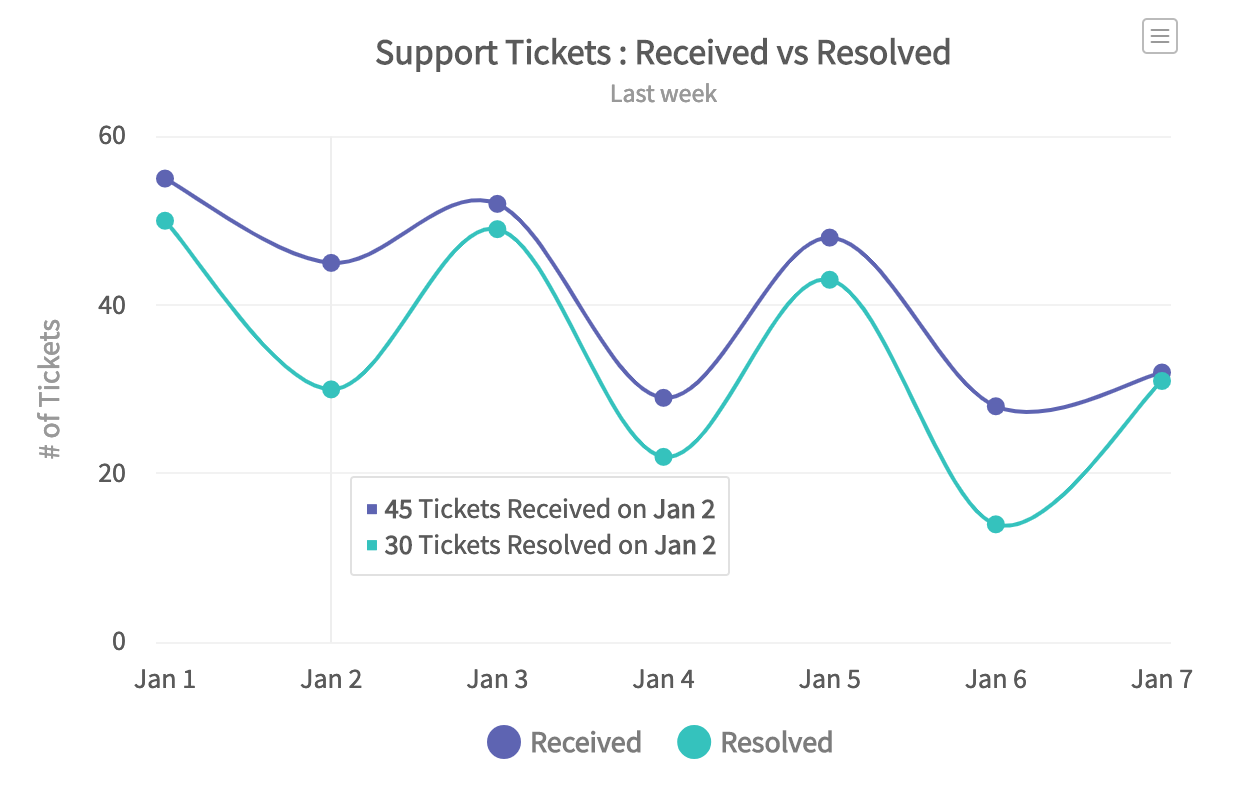 Support Tickets : Received vs Resolved
Last week
# of Tickets
60
40
20
0
45 Tickets Received on Jan 2
30 Tickets Resolved on Jan 2
Jan 1 Jan 2 Jan 3 Jan 4 Jan 5 Jan 6 Jan 7
Received Resolved